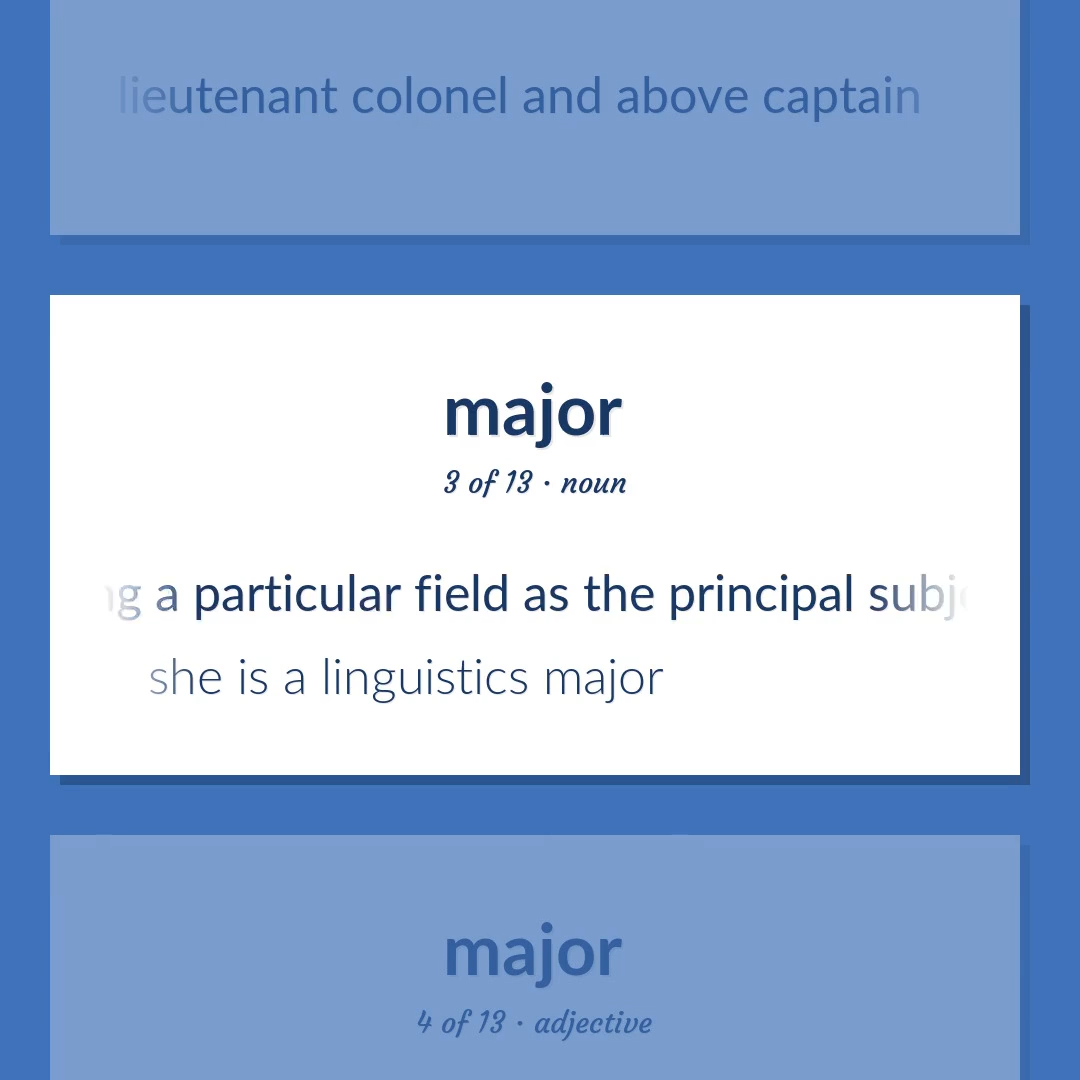 lieutenant colonel and above captain
major
3 of 13 · noun
a particular field as the principal
she is a linguistics major
major
4 of 13 · adjective